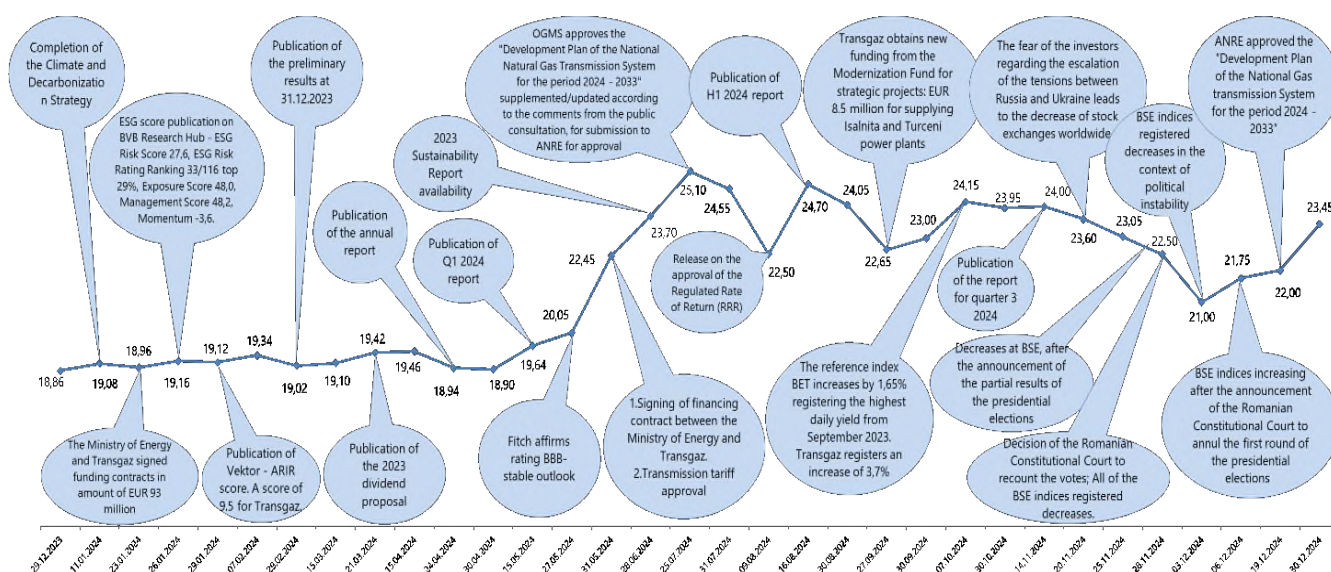 Completion of
the Climate and
Decarbonizatio
n Strategy
ESG score publication on
BVB Research Hub - ESG
Risk Score 27,6, ESG Risk
Rating Ranking 33/116 top
29%, Exposure Score 48,0,
Management Score 48,2,
Momentum -3,6.
Publication of
the preliminary
results at
31.12.2023
Publication
of the annual
report
Publication of
Q1 2024
report
2023
Sustainability
Report
availability
OGMS approves the
"Development Plan of the National
Natural Gas Transmission System
for the period 2024 - 2033"
supplemented/updated according
to the comments from the public
consultation, for submission to
ANRE for approval
Publication of
H1 2024 report
Transgaz obtains new
funding from the
Modernization Fund for
strategic projects: EUR
8.5 million for supplying
Isalnita and Turceni
power plants
The fear of the investors
regarding the escalation of
the tensions between
Russia and Ukraine leads
to the decrease of stock
exchanges worldwide
BSE indices
registered
decreases in the
context of
political
instability
ANRE approved the
"Development Plan
of the National Gas
transmission System
for the period 2024 -
2033"
18,86
19,08
18,96
19,16
19,12
19,34
19,02
19,10
19,42
19,46
18,94
18,90
19,64
20,05
22,45
23,70
25,10
24,55
22,50
24,70
24,05
22,65
23,00
24,15
23,95
24,00
23,60
23,05
22,50
21,00
21,75
22,00
23,45
The Ministry of Energy
and Transgaz signed
funding contracts in
amount of EUR 93
million
Publication of
Vektor - ARIR
score. A score of
9.5 for Transgaz.
Publication of
the 2023
dividend
proposal
Fitch affirms
rating BBB-
stable outlook
1.Signing of financing
contract between the
Ministry of Energy and
Transgaz.
2.Transmission tariff
approval
Release on the
approval of the
Regulated Rate
of Return (RRR)
The reference index
BET increases by 1,65%
registering the highest
daily yield from
September 2023.
Transgaz registers an
increase of 3,7%
Publication
of the report
for quarter 3
2024
Decreases at BSE, after
the announcement of
the partial results of
the presidential
elections
Decision of the Romanian
Constitutional Court to
recount the votes; All of the
BSE indices registered
decreases.
BSE indices increasing
after the announcement
of the Romanian
Constitutional Court to
annul the first round of
the presidential
elections
29.12.2023
11.01.2024
23.01.2024
26.01.2024
29.01.2024
07.02.2024
29.02.2024
15.03.2024
21.03.2024
15.04.2024
24.04.2024
30.04.2024
15.05.2024
27.05.2024
31.05.2024
28.06.2024
25.07.2024
31.07.2024
09.08.2024
16.08.2024
30.08.2024
27.09.2024
30.09.2024
07.10.2024
30.10.2024
14.11.2024
20.11.2024
25.11.2024
28.11.2024
03.12.2024
06.12.2024
19.12.2024
30.12.2024